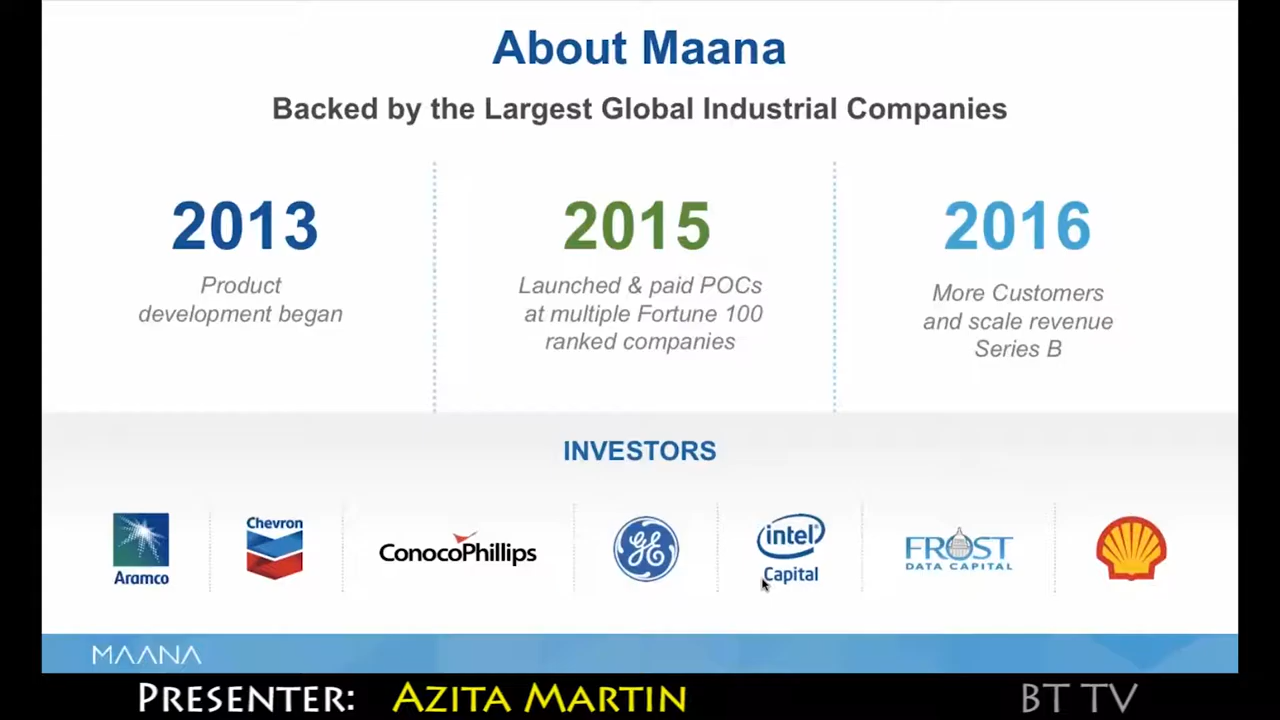 About Maana
Backed by the Largest Global Industrial Companies
2013
Product
development began
2015
Launched & paid POCs
at multiple Fortune 100
ranked companies
2016
More Customers
and scale revenue
Series B
INVESTORS
Aramco
Chevron
ConocoPhillips
GE
intel
Capital
FROST
DATA CAPITAL
MAANA
PRESENTER: AZITA MARTIN
BT TV